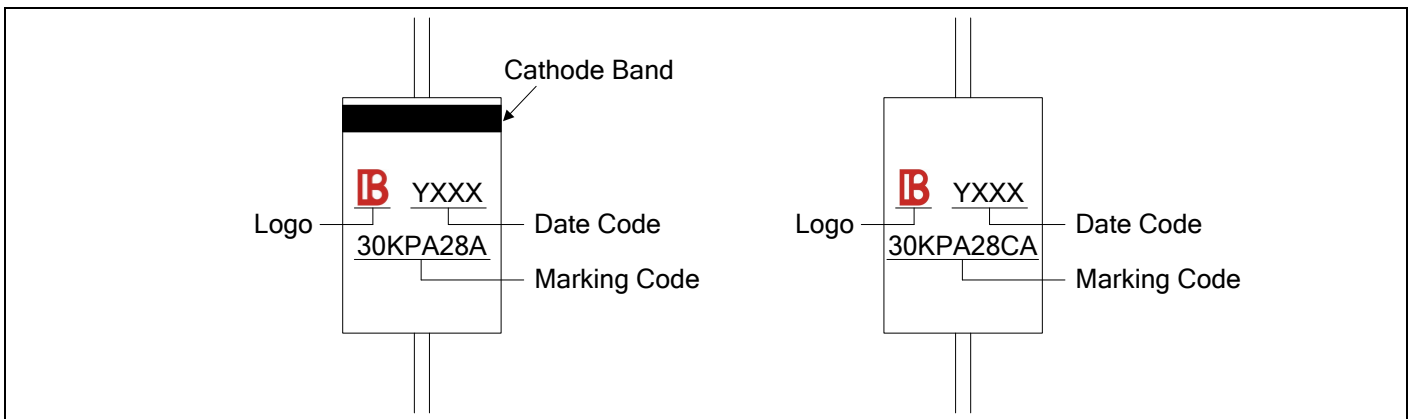 Cathode Band
B YXXX
Logo
Date Code
30KPA28A
Marking Code
B YXXX
Logo
Date Code
30KPA28CA
Marking Code